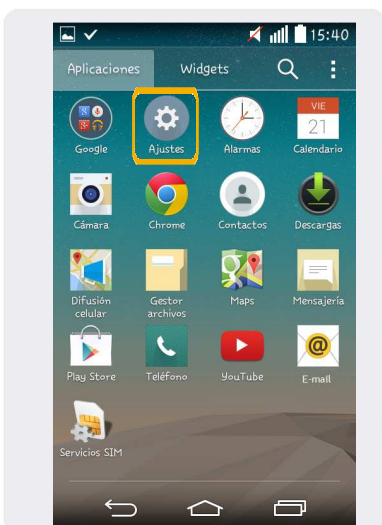 15:40
Aplicaciones Widgets
VIE
21
Google Ajustes Alarmas Calendario
Cámara Chrome Contactos Descargas
Difusión celular Gestor archivos Maps Mensajería
Play Store Teléfono YouTube E-mail
Servicios SIM